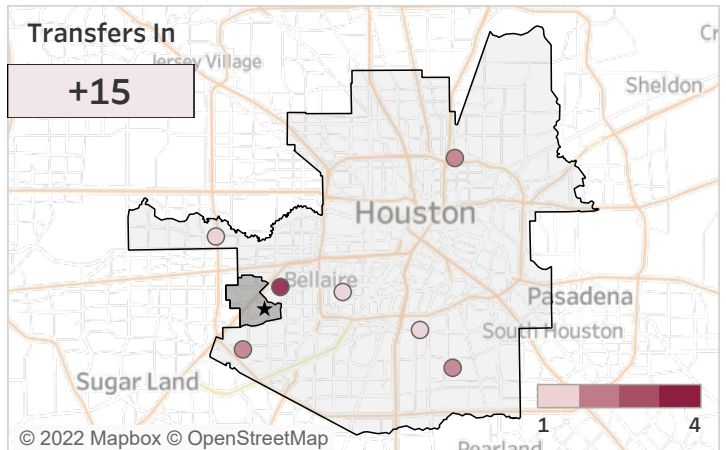 Transfers In
Jersey Village
+15
Cr
Sheldon
Houston
Bellaire
Pasadena
South Houston
Sugar Land
1
4
© 2022 Mapbox © OpenStreetMap
Pearland